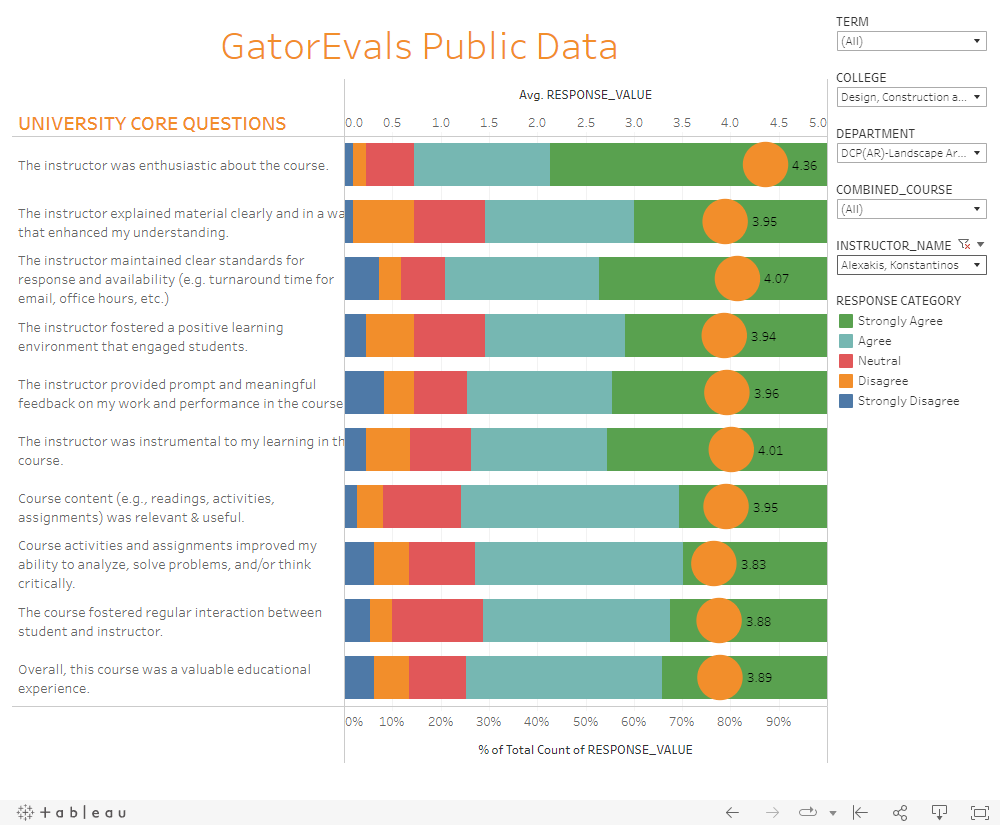 GatorEvals Public Data
TERM
(All)
COLLEGE
Design, Construction a...
DEPARTMENT
DCP(AR)-Landscape Ar...
COMBINED_COURSE
(All)
INSTRUCTOR_NAME
Alexakis, Konstantinos
RESPONSE CATEGORY
Strongly Agree
Agree
Neutral
Disagree
Strongly Disagree
Avg. RESPONSE_VALUE
UNIVERSITY CORE QUESTIONS
0.0 0.5 1.0 1.5 2.0 2.5 3.0 3.5 4.0 4.5 5.0
The instructor was enthusiastic about the course.
4.36
The instructor explained material clearly and in a wa
that enhanced my understanding.
3.95
The instructor maintained clear standards for
response and availability (e.g. turnaround time for
email, office hours, etc.)
4.07
The instructor fostered a positive learning
environment that engaged students.
3.94
The instructor provided prompt and meaningful
feedback on my work and performance in the course
3.96
The instructor was instrumental to my learning in th
course.
4.01
Course content (e.g., readings, activities,
assignments) was relevant & useful.
3.95
Course activities and assignments improved my
ability to analyze, solve problems, and/or think
critically.
3.83
The course fostered regular interaction between
student and instructor.
3.88
Overall, this course was a valuable educational
experience.
3.89
0% 10% 20% 30% 40% 50% 60% 70% 80% 90%
% of Total Count of RESPONSE_VALUE
+ableau